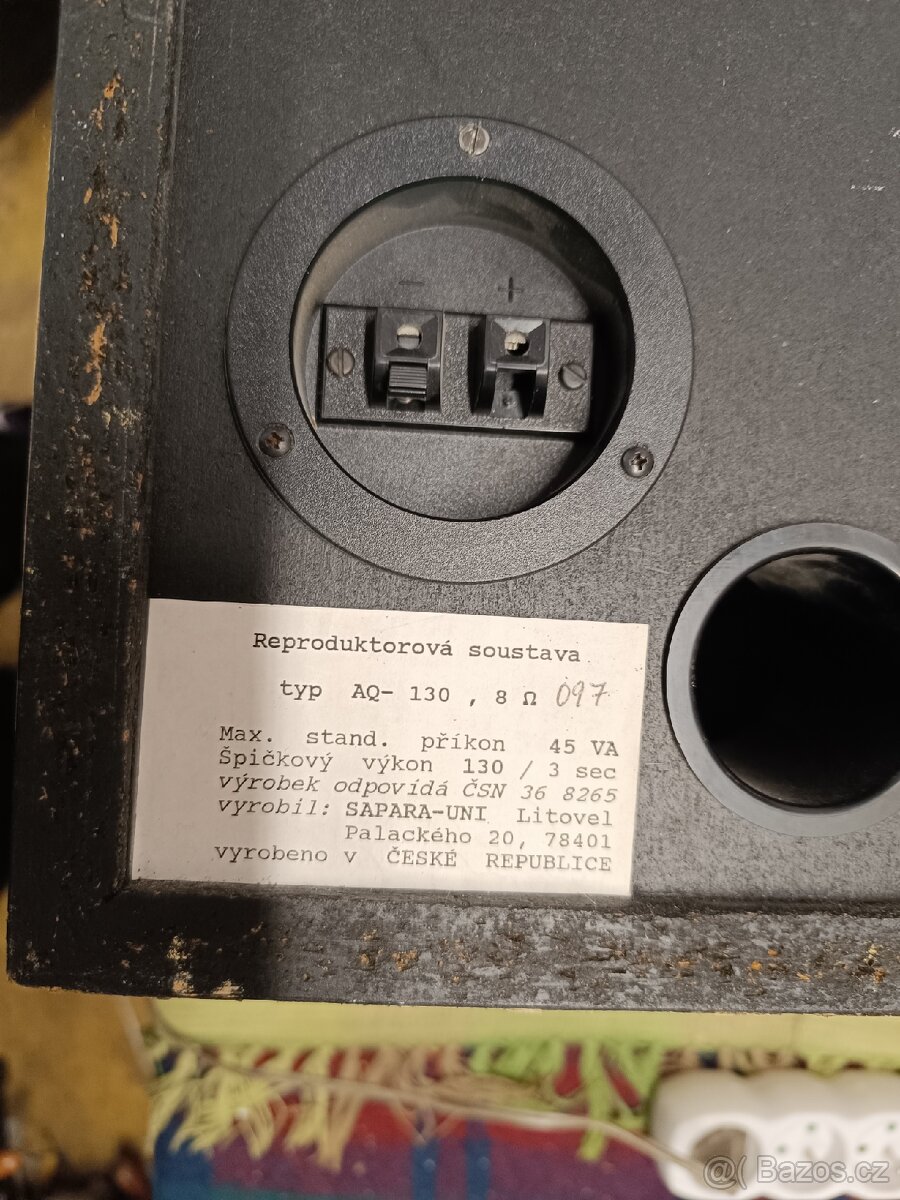 − +
Reproduktorová soustava
typ AQ- 130 , 8 Ω 097
Max. stand. příkon 45 VA
Špičkový výkon 130 / 3 sec
výrobek odpovídá ČSN 36 8265
vyrobil: SAPARA-UNI Litovel
Palackého 20, 78401
vyrobeno v ČESKÉ REPUBLICE
@( Bazos.cz